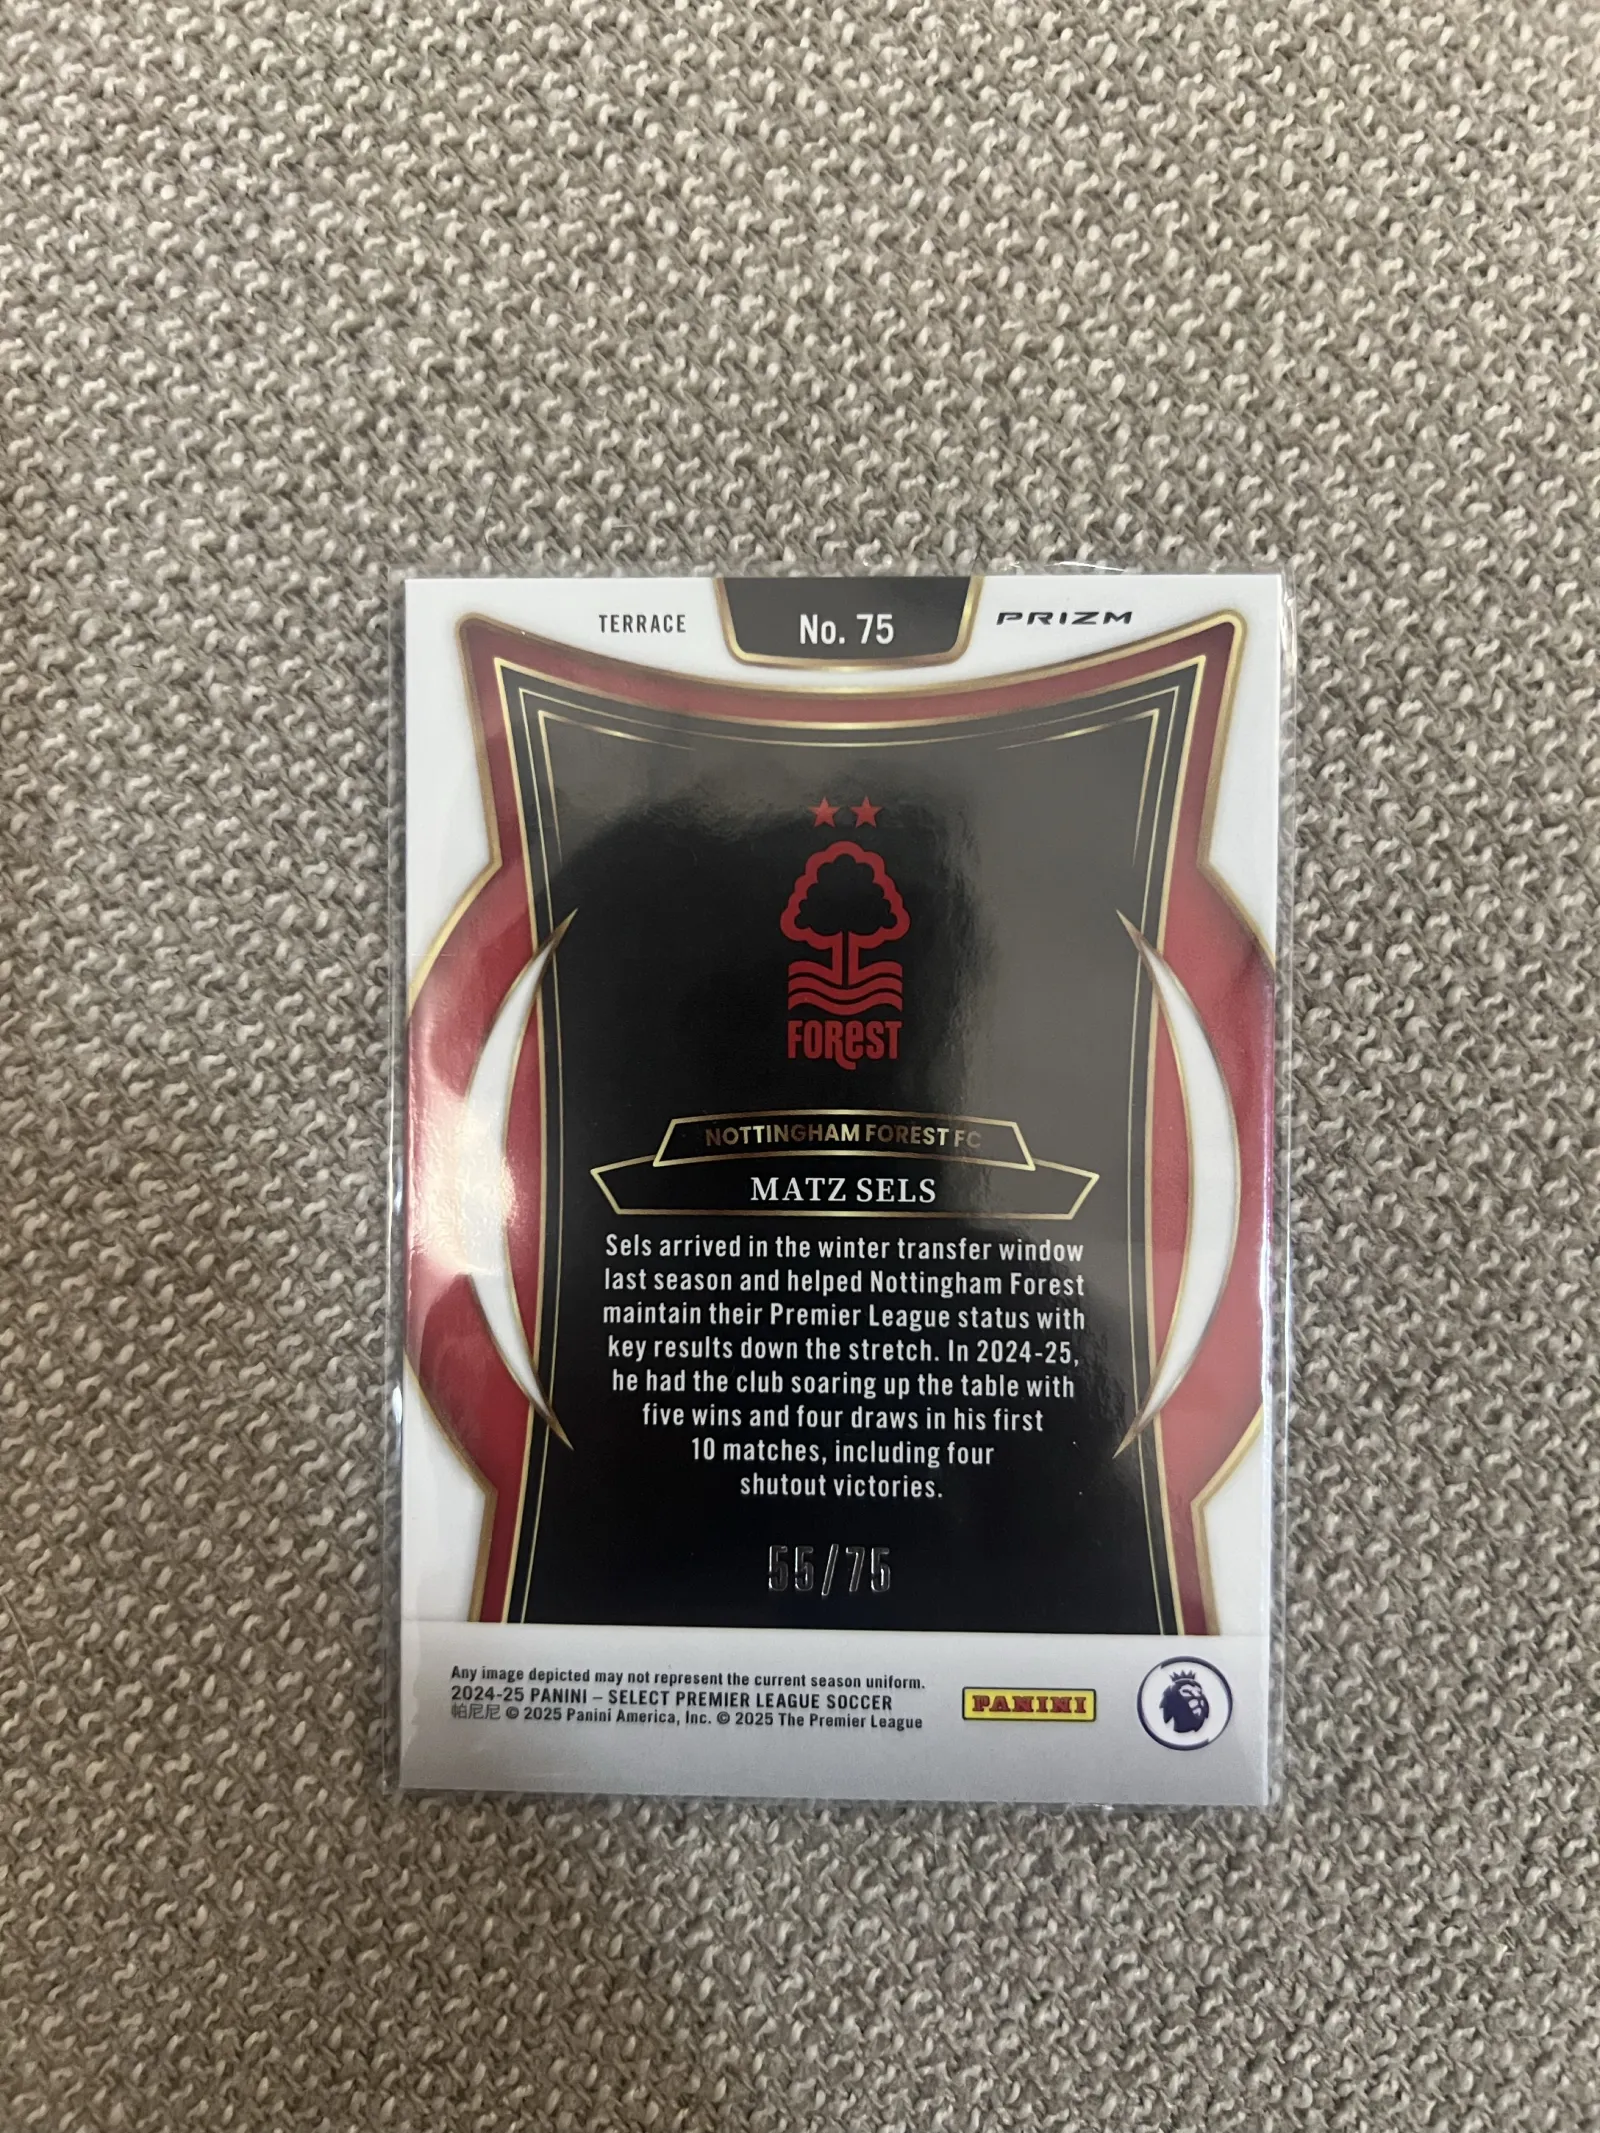 TERRACE
No. 75
PRIZM
FOREST
NOTTINGHAM FOREST FC
MATZ SELS
Sels arrived in the winter transfer window
last season and helped Nottingham Forest
maintain their Premier League status with
key results down the stretch. In 2024-25,
he had the club soaring up the table with
five wins and four draws in his first
10 matches, including four
shutout victories.
55/75
Any image depicted may not represent the current season uniform.
2024-25 PANINI – SELECT PREMIER LEAGUE SOCCER
帕尼尼 © 2025 Panini America, Inc. © 2025 The Premier League
PANINI